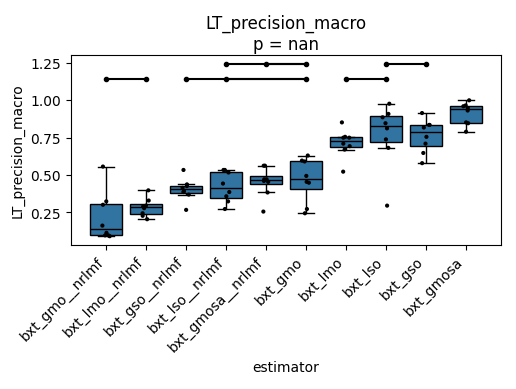 LT_precision_macro
p = nan
LT_precision_macro
1.25
1.00
0.75
0.50
0.25
bxt_gmo__nrlmf
bxt_lmo__nrlmf
bxt_gso__nrlmf
bxt_lso__nrlmf
bxt_gmosa__nrlmf
bxt_gmo
bxt_lmo
bxt_lso
bxt_gso
bxt_gmosa
estimator